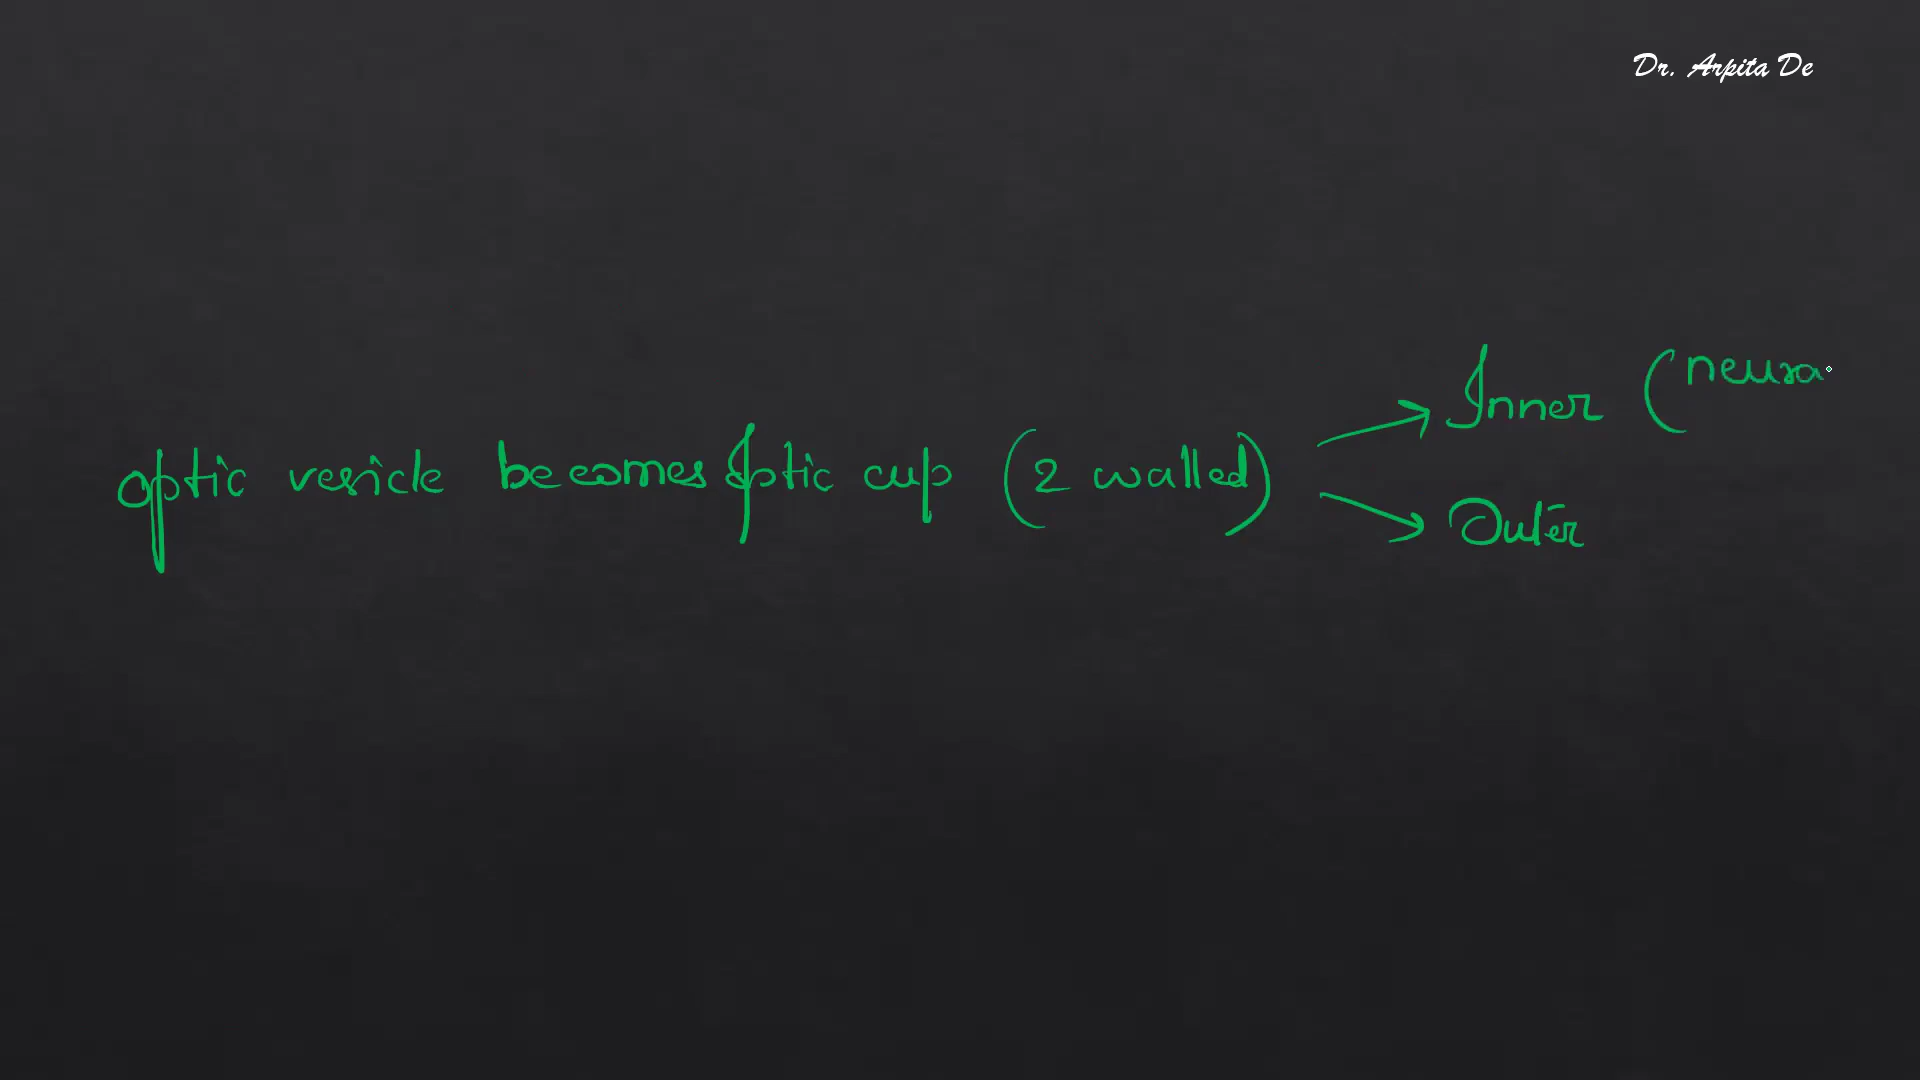 Dr. Arpita De
optic vesicle becomes Optic cup (2 walled)
Inner (neura
Outer